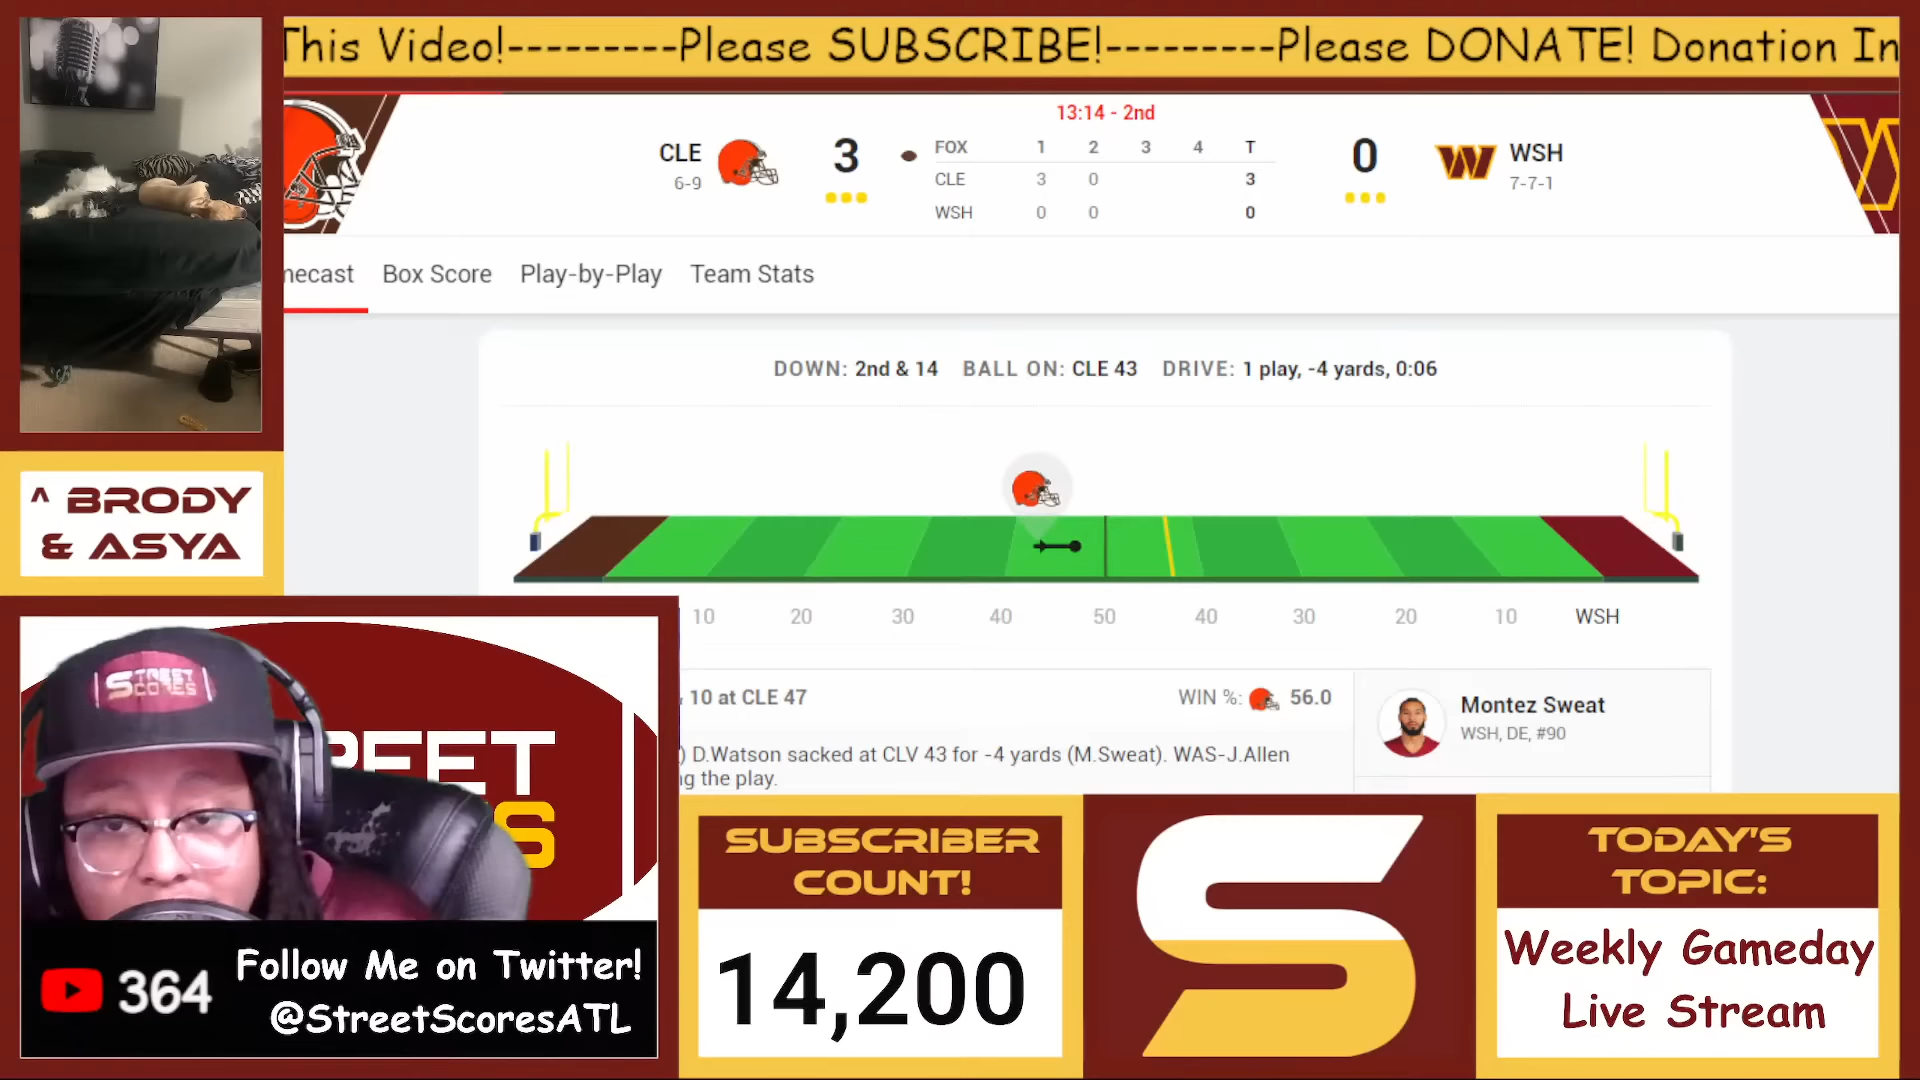 This Video!---------Please SUBSCRIBE!---------Please DONATE! Donation In
13:14 - 2nd
CLE
6-9
3
FOX 1 2 3 4 T
CLE 3 0 3
WSH 0 0 0
0
WSH
7-7-1
necast Box Score Play-by-Play Team Stats
DOWN: 2nd & 14 BALL ON: CLE 43 DRIVE: 1 play, -4 yards, 0:06
10 20 30 40 50 40 30 20 10 WSH
10 at CLE 47
WIN %: 56.0
) D.Watson sacked at CLV 43 for -4 yards (M.Sweat). WAS-J.Allen
ng the play.
Montez Sweat
WSH, DE, #90
^ BRODY
& ASYA
STREET
SCORES
REET
S
364
Follow Me on Twitter!
@StreetScoresATL
SUBSCRIBER
COUNT!
14,200
S
TODAY'S
TOPIC:
Weekly Gameday
Live Stream